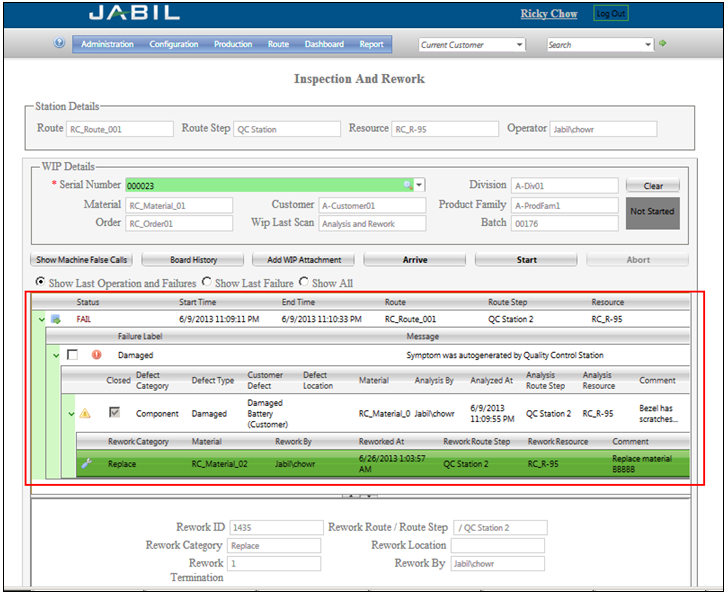 JABIL
Ricky Chow Log Out
Administration Configuration Production Route Dashboard Report Current Customer Search
Inspection And Rework
Station Details
Route RC_Route_001 Route Step QC Station Resource RC_R-95 Operator Jabil\chowr
WIP Details
* Serial Number 000023 Division A-Div01 Clear
Material RC_Material_01 Customer A-Customer01 Product Family A-ProdFam1
Not Started
Order RC_Order01 Wip Last Scan Analysis and Rework Batch 00176
Show Machine False Calls Board History Add WIP Attachment Arrive Start Abort
Show Last Operation and Failures Show Last Failure Show All
Status Start Time End Time Route Route Step Resource
FAIL 6/9/2013 11:09:11 PM 6/9/2013 11:10:33 PM RC_Route_001 QC Station 2 RC_R-95
Failure Label Message
Damaged Symptom was autogenerated by Quality Control Station
Closed Defect Category Defect Type Customer Defect Defect Location Material Analysis By Analyzed At Analysis Route Step Analysis Resource Comment
Component Damaged Damaged Battery (Customer) RC_Material_0 Jabil\chowr 6/9/2013 11:09:55 PM QC Station 2 RC_R-95 Bezel has scratches...
Rework Category Material Rework By Reworked At Rework Route Step Rework Resource Comment
Replace RC_Material_02 Jabil\chowr 6/26/2013 1:03:57 AM QC Station 2 RC_R-95 Replace material BBBBB
Rework ID 1435 Rework Route / Route Step / QC Station 2
Rework Category Replace Rework Location
Rework Termination 1 Rework By Jabil\chowr